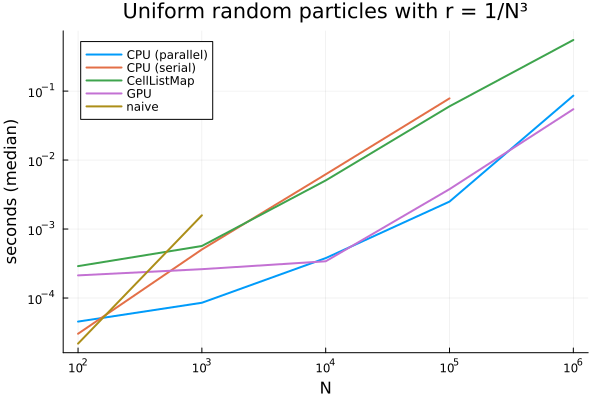 Uniform random particles with r = 1/N³
seconds (median)
CPU (parallel)
CPU (serial)
CellListMap
GPU
naive
10⁻¹
10⁻²
10⁻³
10⁻⁴
10² 10³ 10⁴ 10⁵ 10⁶
N